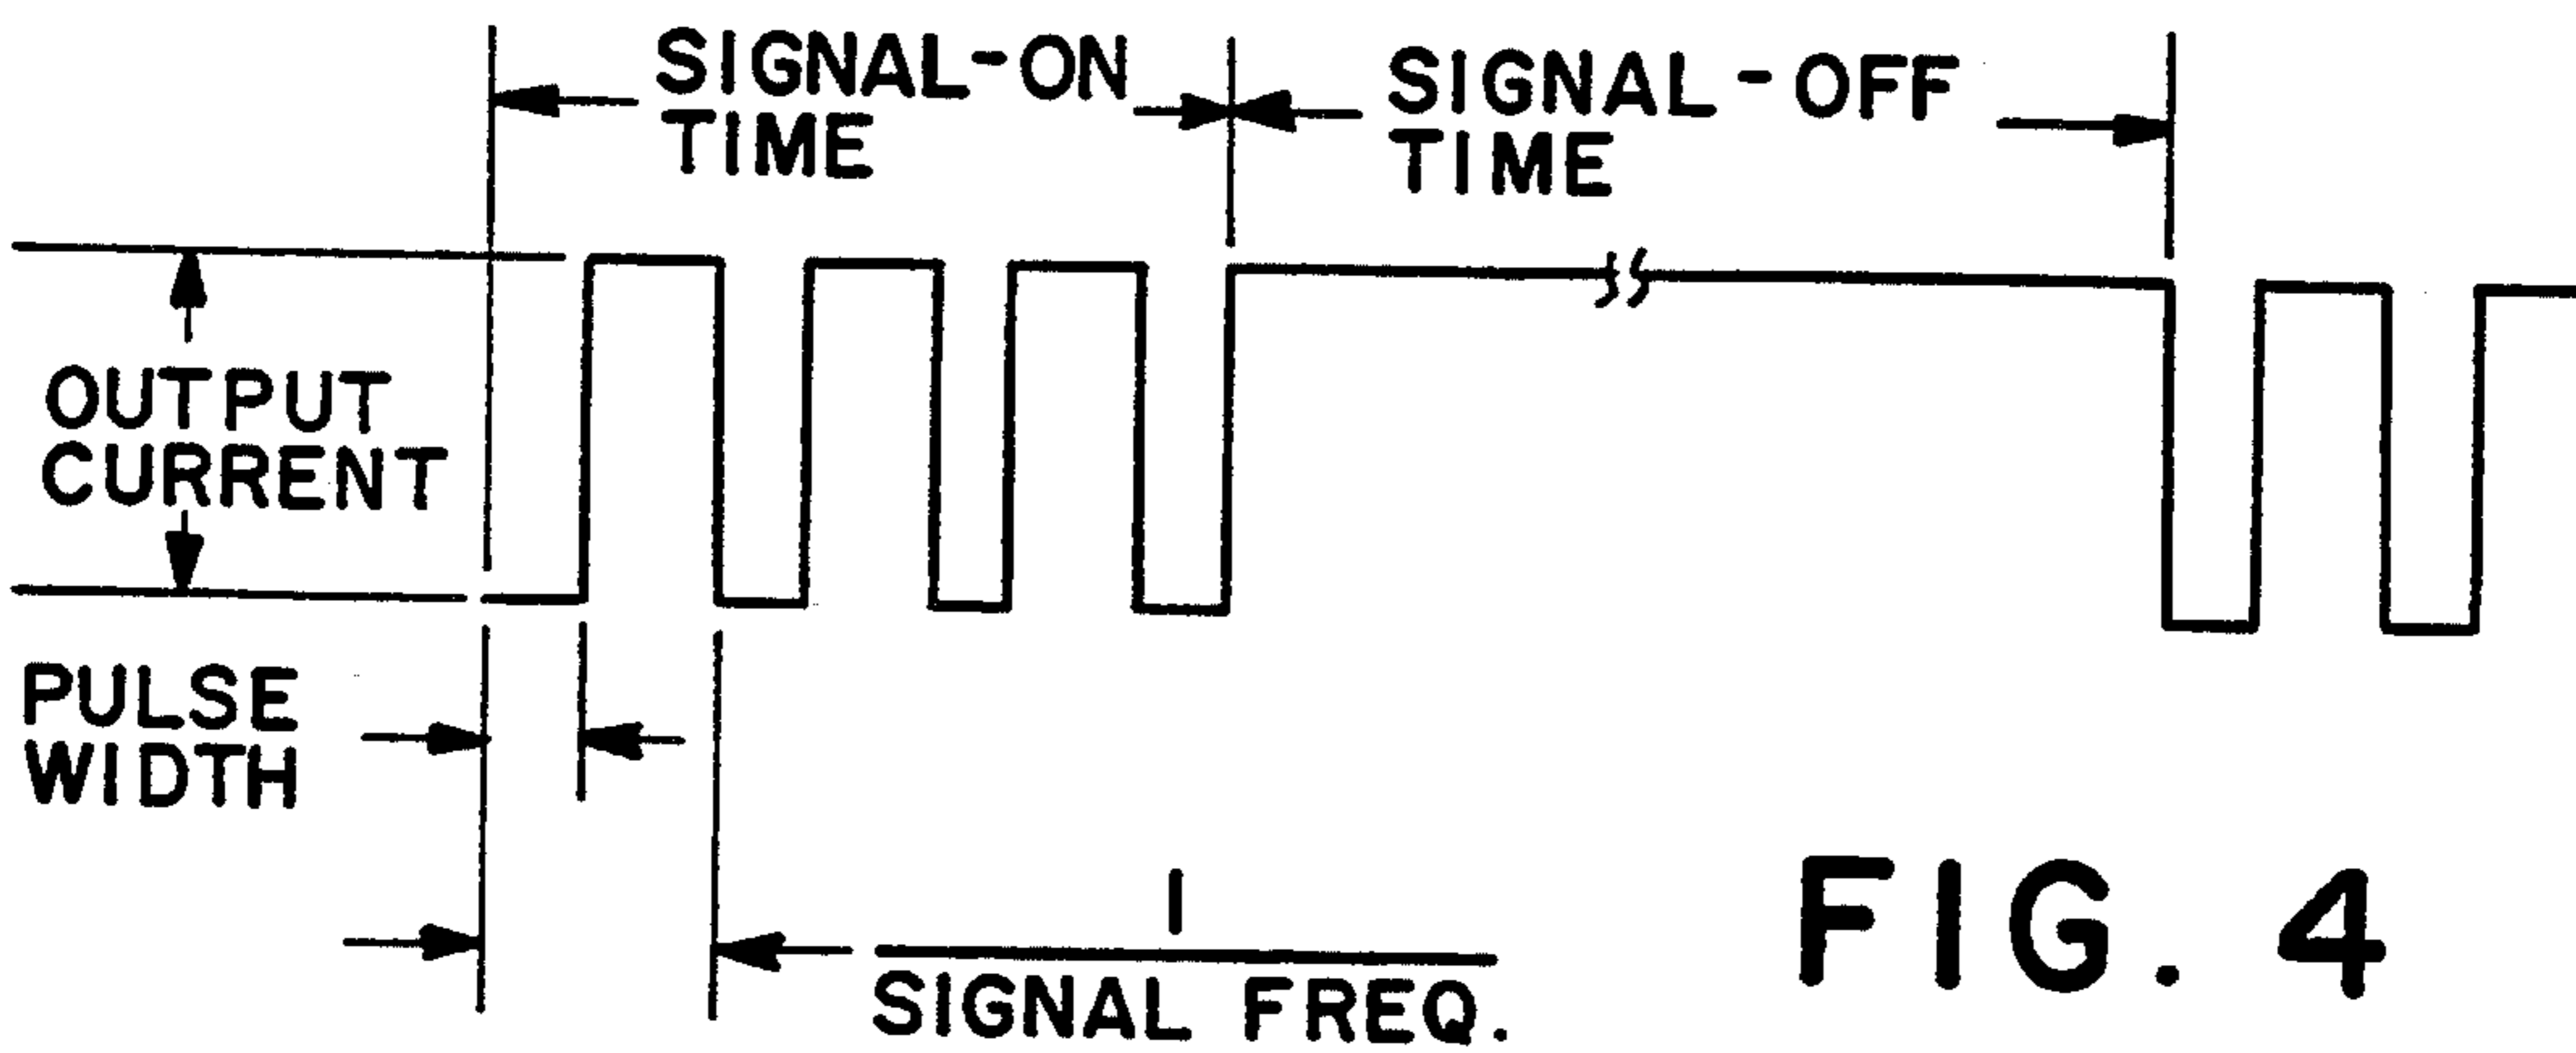 SIGNAL-ON
TIME
SIGNAL-OFF
TIME
OUTPUT
CURRENT
PULSE
WIDTH
1
SIGNAL FREQ.
FIG. 4